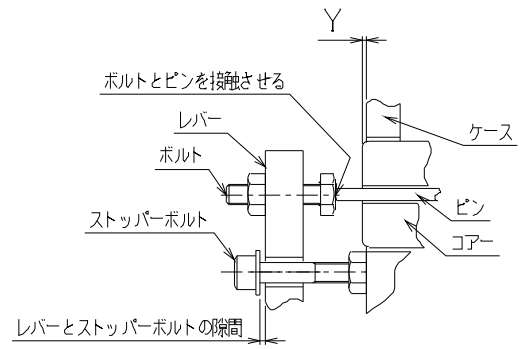 Y
ボルトとピンを接触させる
レバー
ケース
ボルト
ピン
ストッパーボルト
コアー
レバーとストッパーボルトの隙間